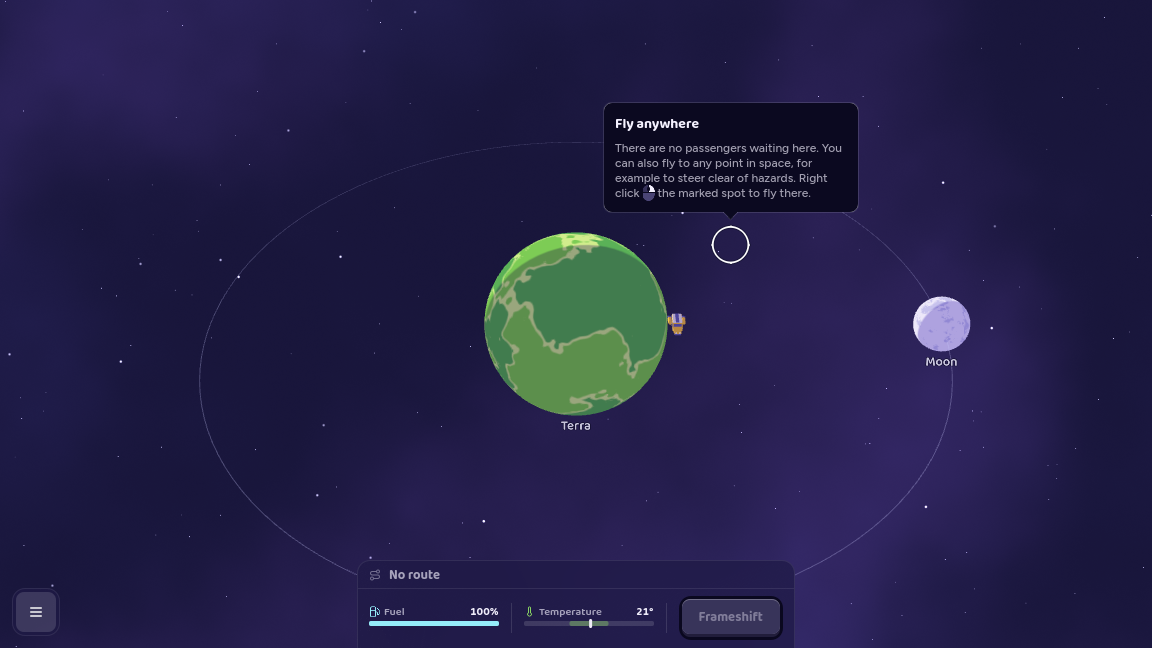 Fly anywhere
There are no passengers waiting here. You
can also fly to any point in space, for
example to steer clear of hazards. Right
click the marked spot to fly there.
Moon
Terra
No route
Fuel 100%
Temperature 21°
Frameshift